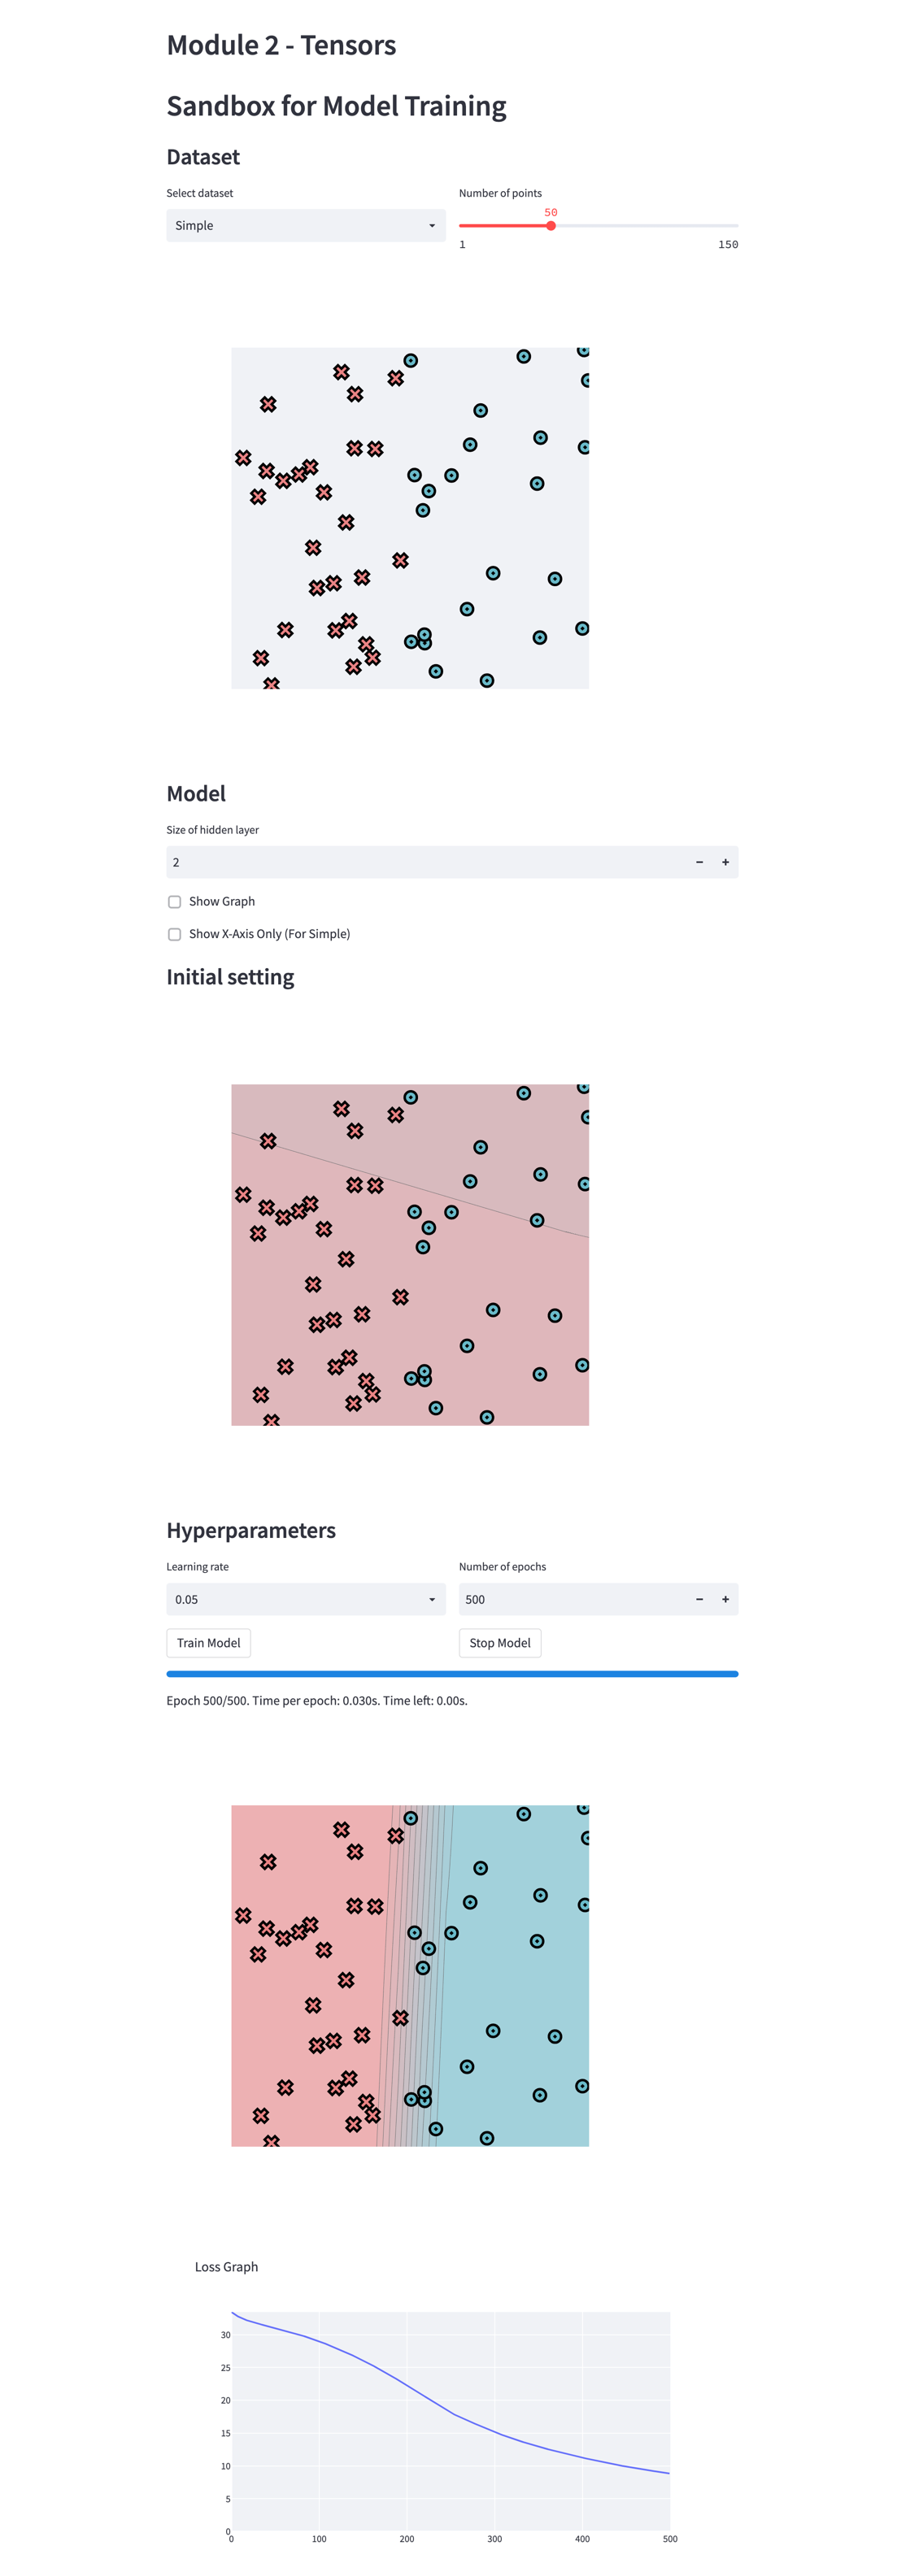 Module 2 - Tensors
Sandbox for Model Training
Dataset
Select dataset
Number of points
Simple
50
1
150
Model
Size of hidden layer
2
−
+
Show Graph
Show X-Axis Only (For Simple)
Initial setting
Hyperparameters
Learning rate
Number of epochs
0.05
500
−
+
Train Model
Stop Model
Epoch 500/500. Time per epoch: 0.030s. Time left: 0.00s.
Loss Graph
30
25
20
15
10
5
0
0
100
200
300
400
500